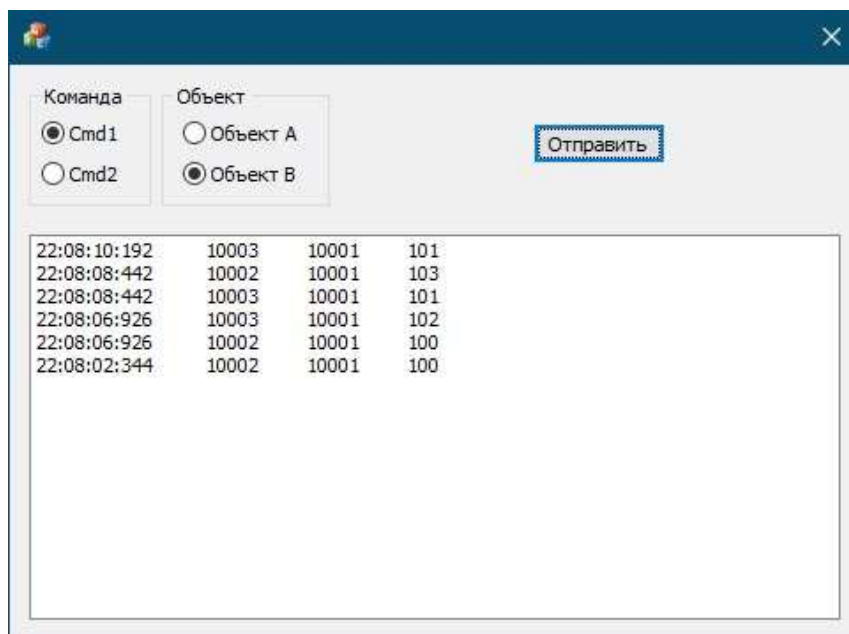 Команда Объект
Cmd1 Объект A Отправить
Cmd2 Объект B
22:08:10:192 10003 10001 101
22:08:08:442 10002 10001 103
22:08:08:442 10003 10001 101
22:08:06:926 10003 10001 102
22:08:06:926 10002 10001 100
22:08:02:344 10002 10001 100